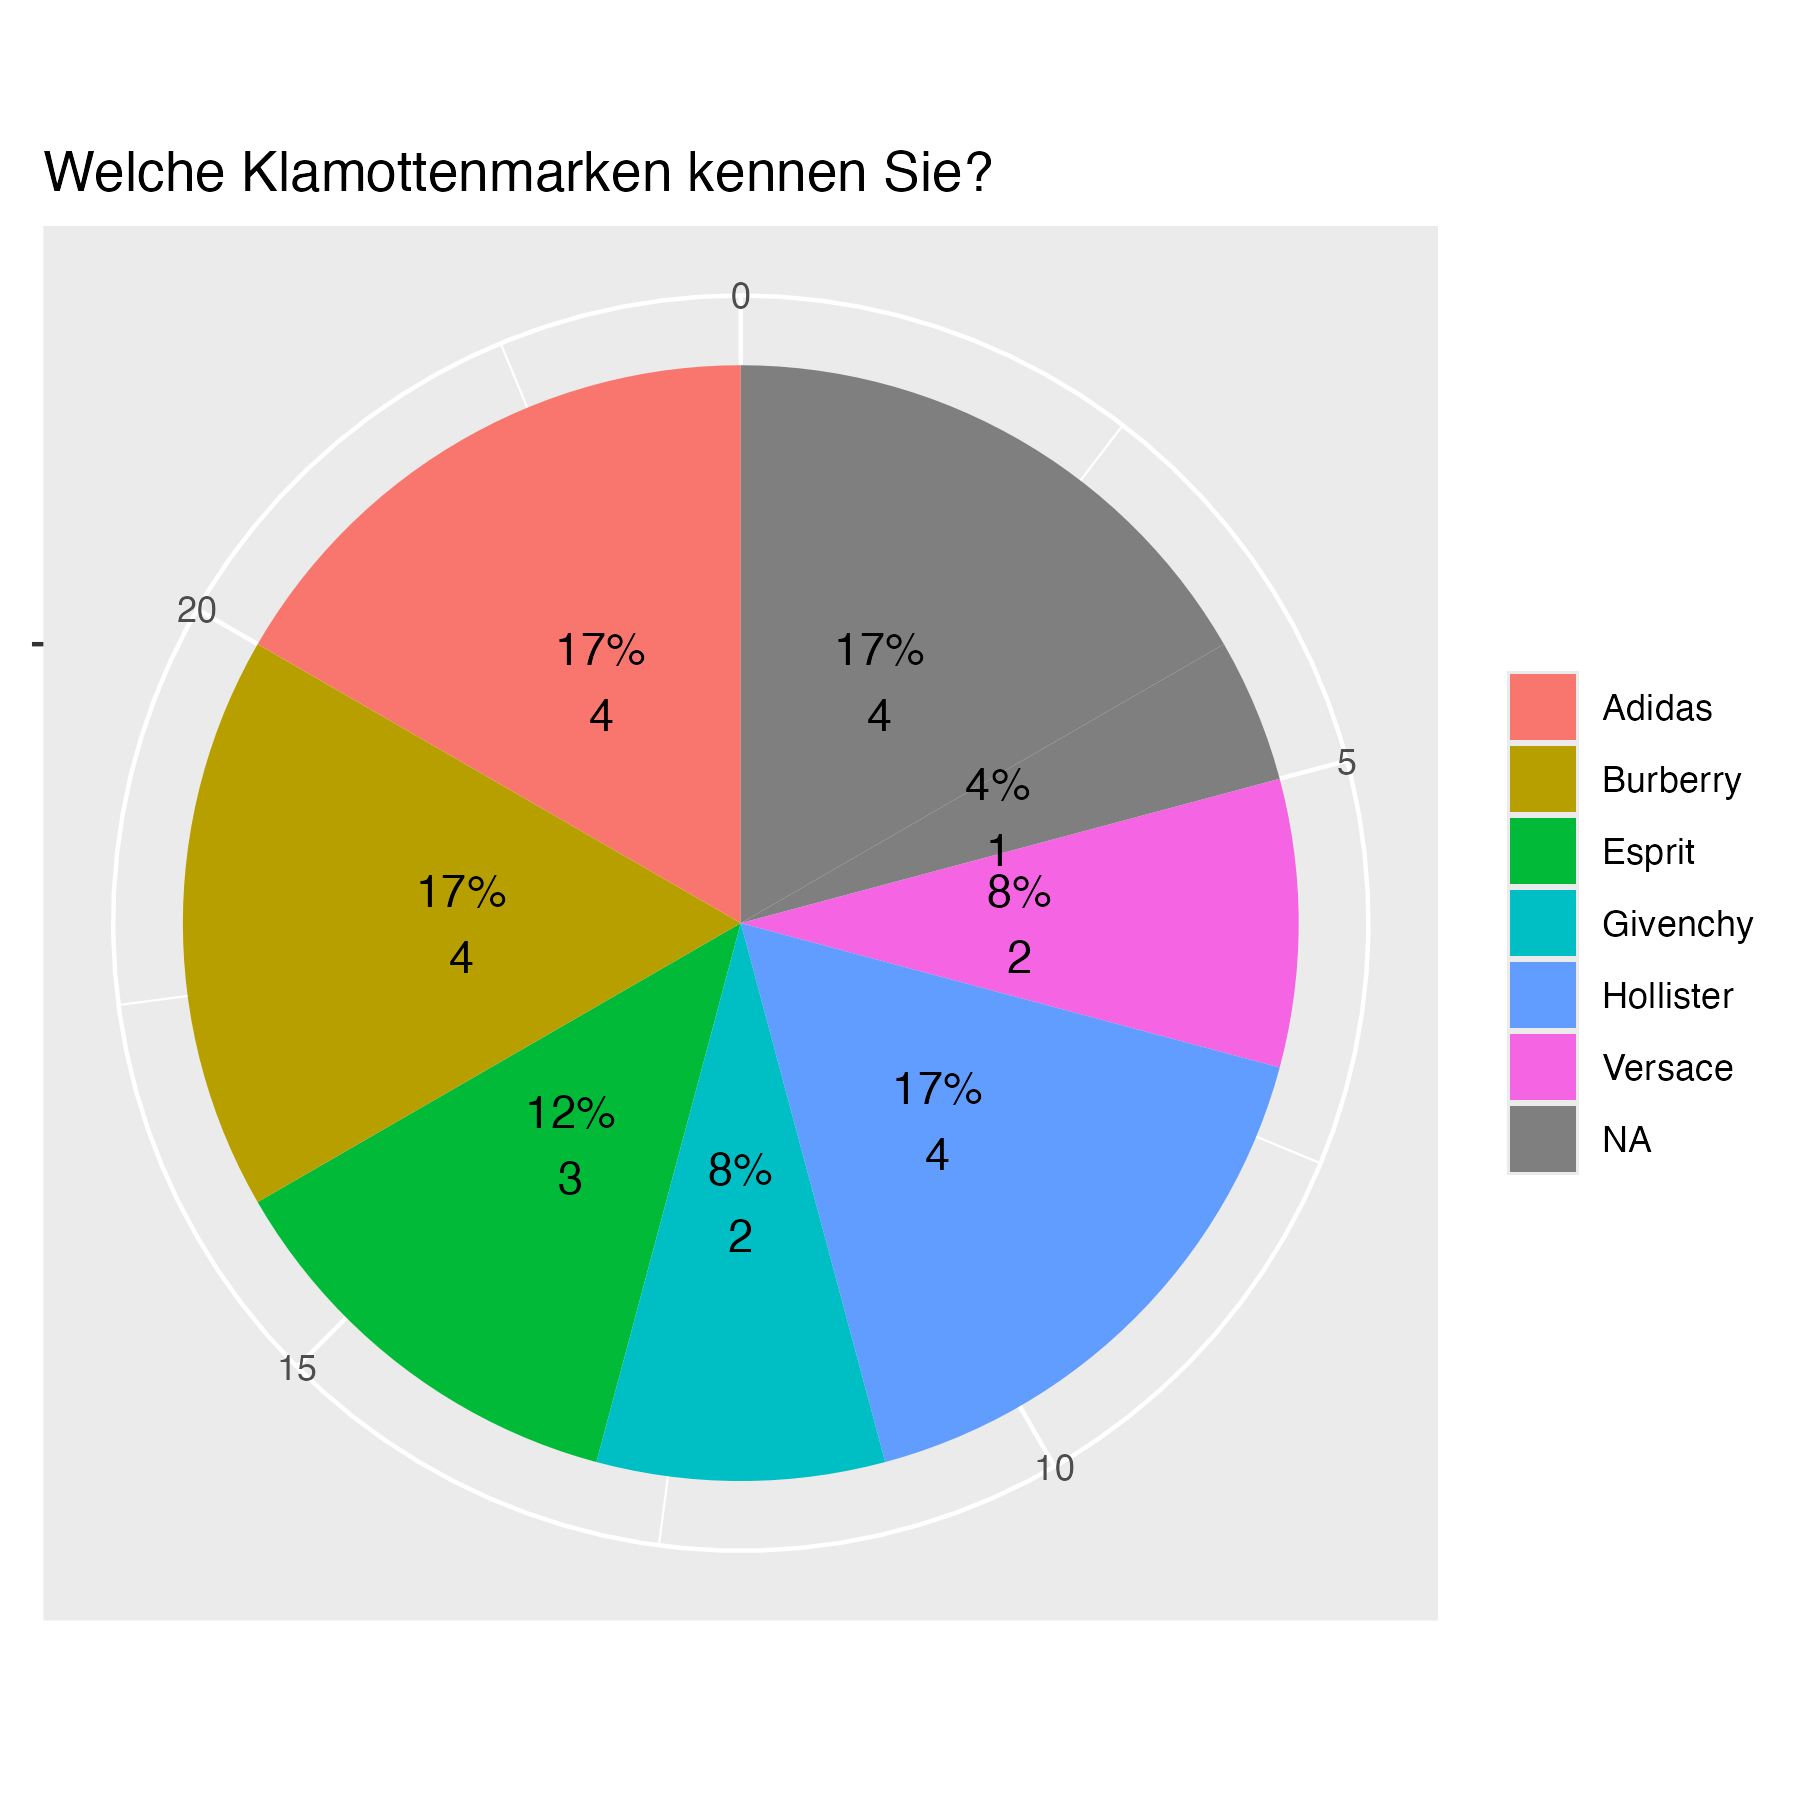 Welche Klamottenmarken kennen Sie?
0
5
10
15
20
17%
4
17%
4
4%
1
8%
2
17%
4
8%
2
12%
3
17%
4
Adidas
Burberry
Esprit
Givenchy
Hollister
Versace
NA